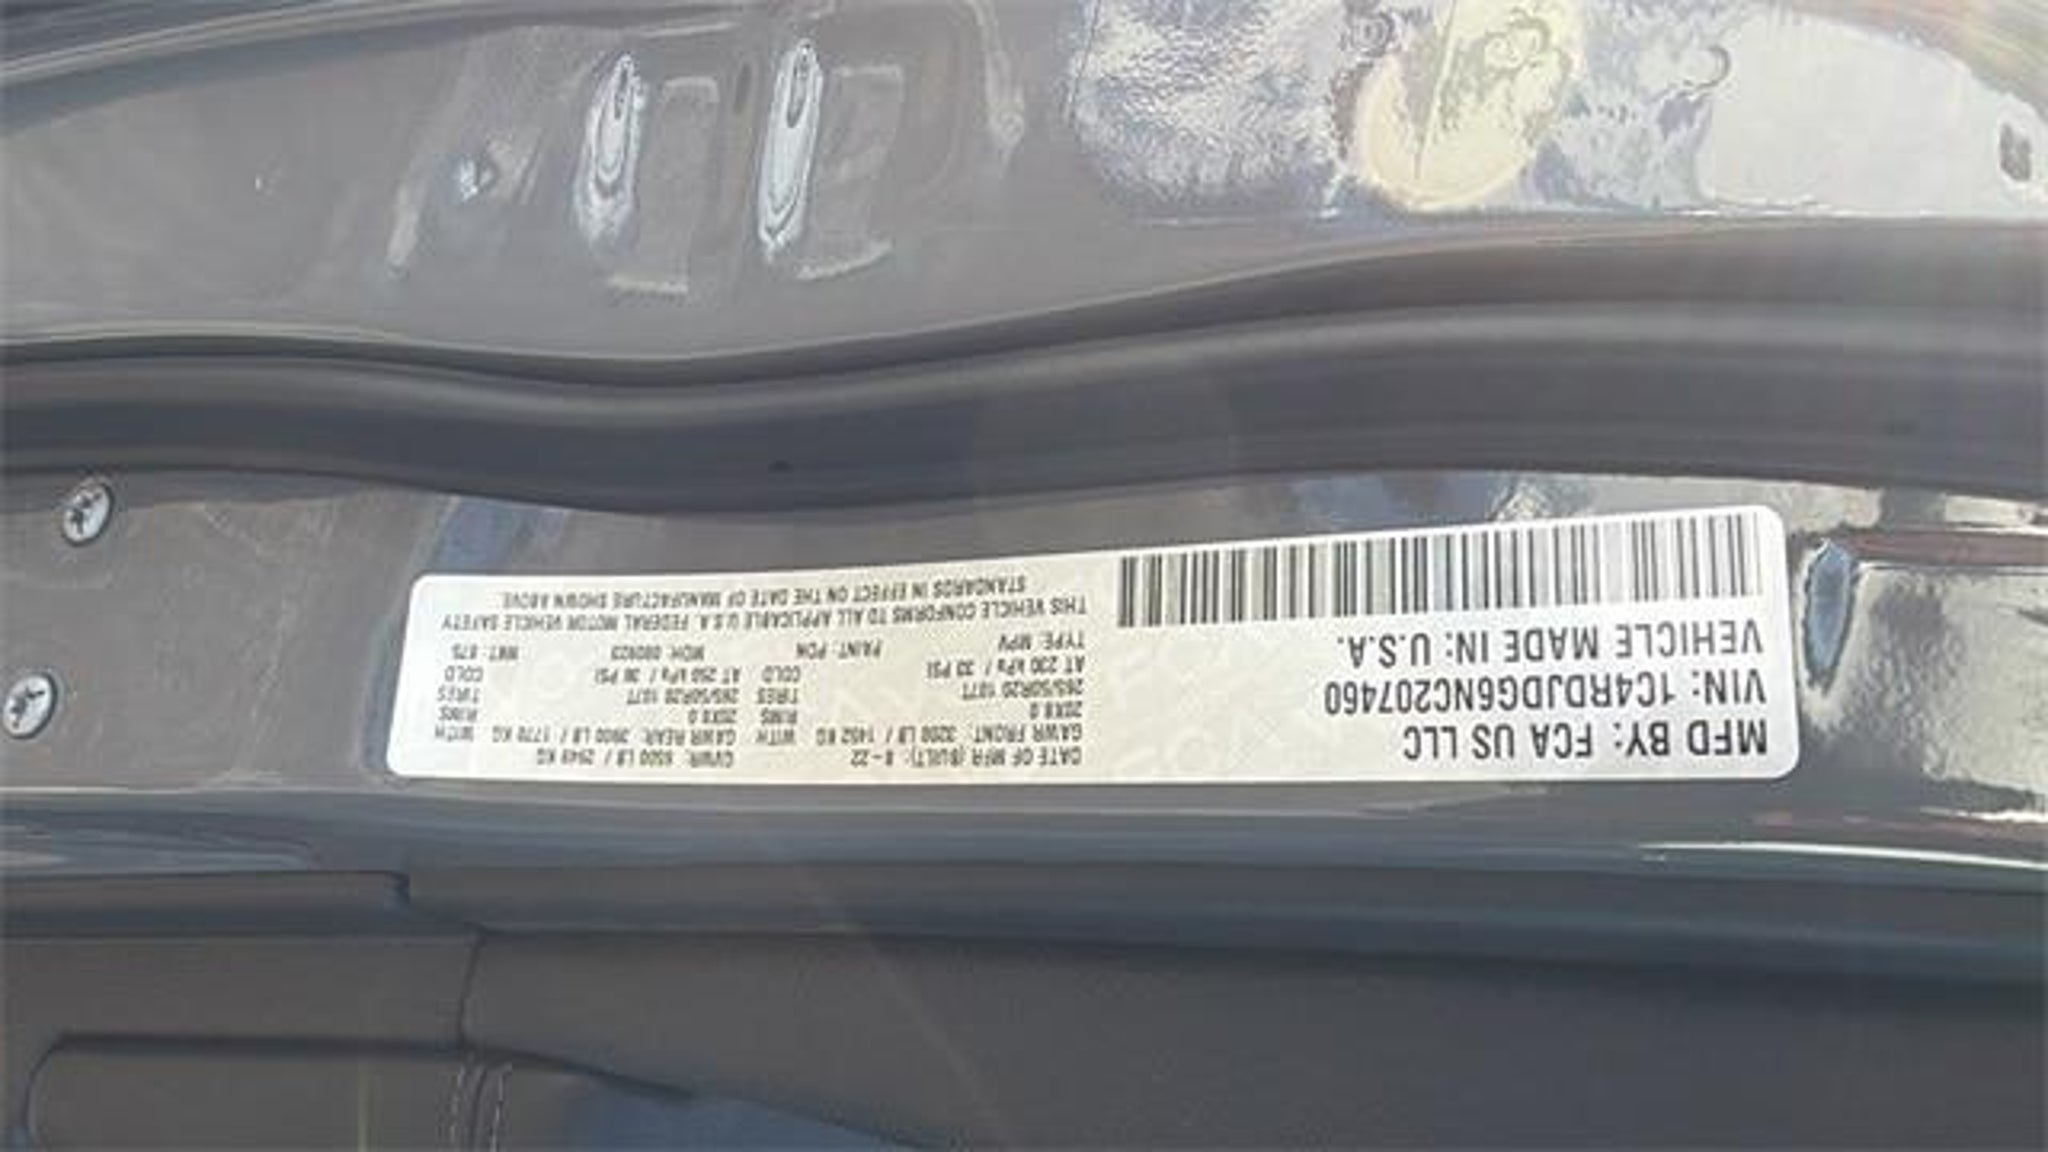 MFD BY: FCA US LLC
VIN: 1C4RDJDG6NC207460
VEHICLE MADE IN: U.S.A.
DATE OF MFR (BUILT): 8-22 GVWR: 6500 LB / 2949 KG
GAWR FRONT: 3200 LB / 1452 KG WITH GAWR REAR: 3900 LB / 1770 KG WITH
20X8.0 RIMS 20X8.0 RIMS
265/50R20 107T TIRES 265/50R20 107T TIRES
AT 230 kPa / 33 PSI COLD AT 250 kPa / 36 PSI COLD
TYPE: MPV PAINT: PDN MDH: 080923
THIS VEHICLE CONFORMS TO ALL APPLICABLE U.S.A. FEDERAL MOTOR VEHICLE SAFETY
STANDARDS IN EFFECT ON THE DATE OF MANUFACTURE SHOWN ABOVE.